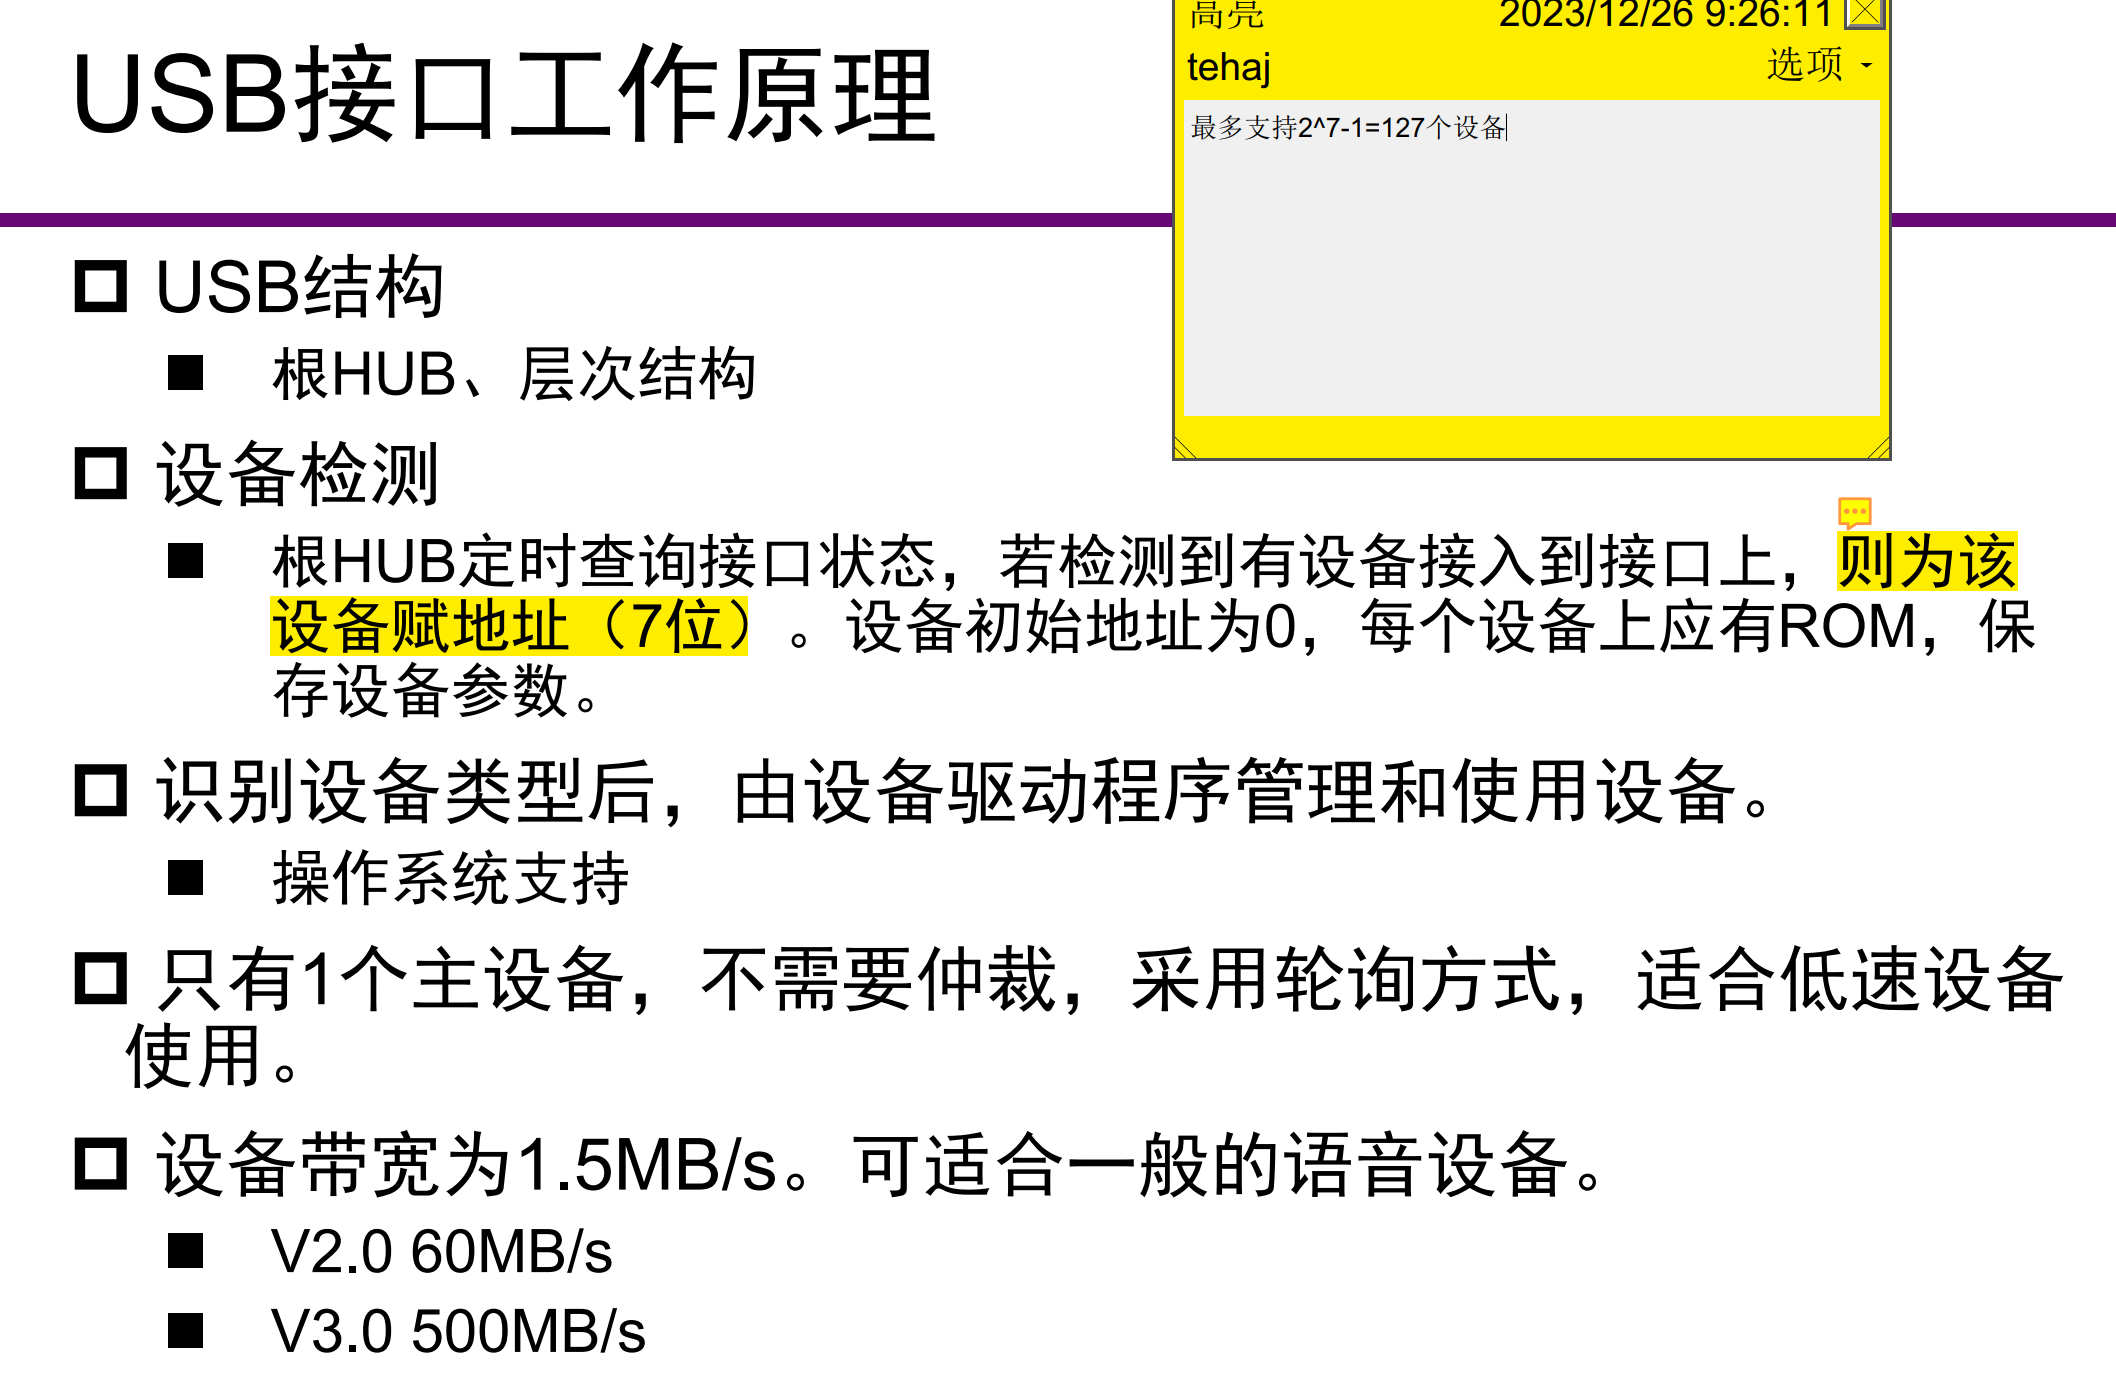 USB接口工作原理
高亮 2023/12/26 9:26:11
tehaj 选项
最多支持2^7-1=127个设备
USB结构
根HUB、层次结构
设备检测
根HUB定时查询接口状态，若检测到有设备接入到接口上，则为该
设备赋地址（7位）。设备初始地址为0，每个设备上应有ROM，保
存设备参数。
识别设备类型后，由设备驱动程序管理和使用设备。
操作系统支持
只有1个主设备，不需要仲裁，采用轮询方式，适合低速设备
使用。
设备带宽为1.5MB/s。可适合一般的语音设备。
V2.0 60MB/s
V3.0 500MB/s